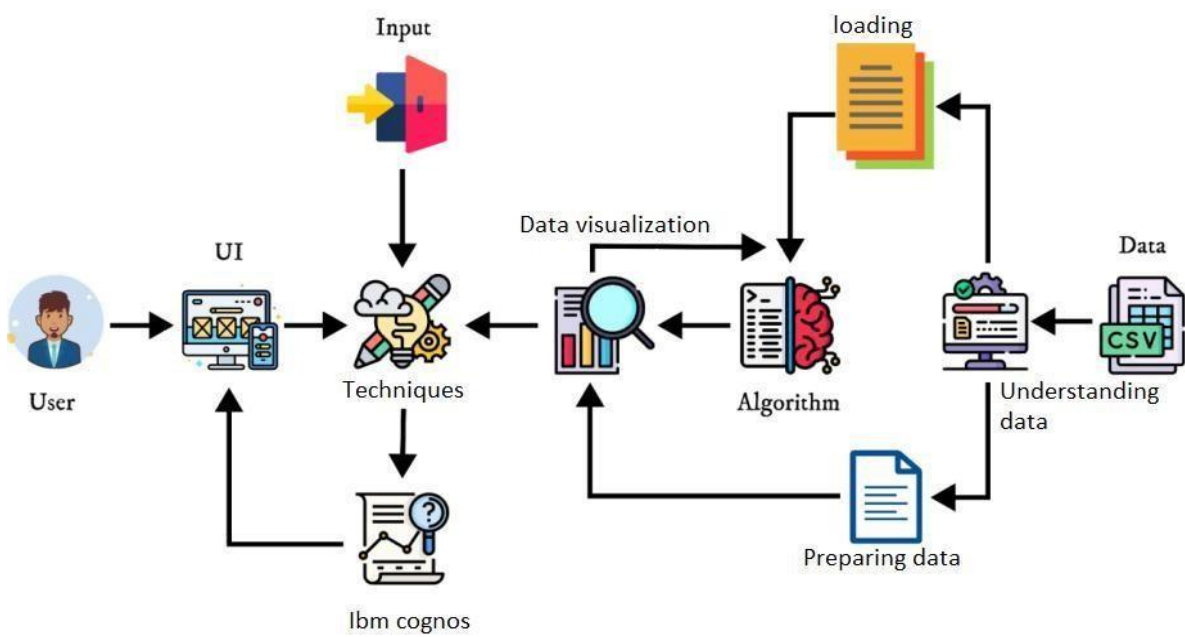 Input
loading
Data visualization
UI
Data
CSV
User
Techniques
Algorithm
Understanding
data
?
Preparing data
Ibm cognos